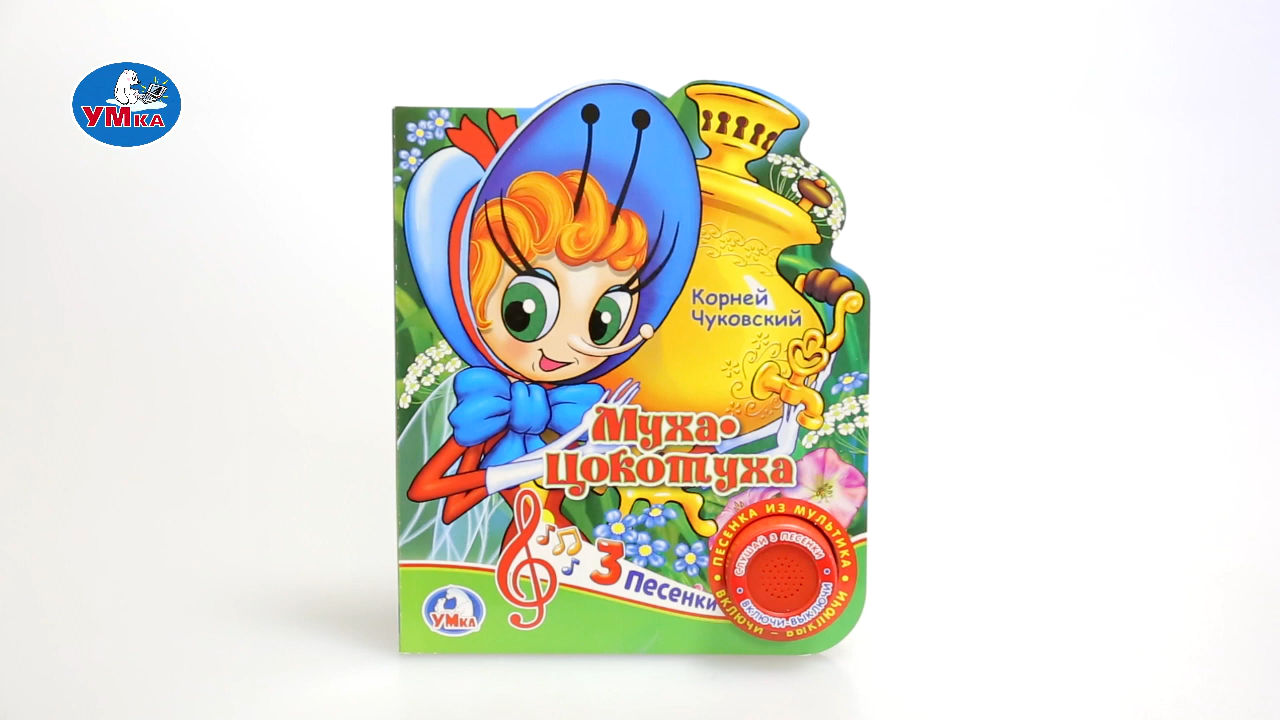 УМка
Корней
Чуковский
Муха-
Цокотуха
3 песенки
ПЕСЕНКА ИЗ МУЛЬТИКА
СЛУШАЙ 3 ПЕСЕНКИ
ВКЛЮЧИ-ВЫКЛЮЧИ
ВКЛЮЧИ – ВЫКЛЮЧИ
УМка